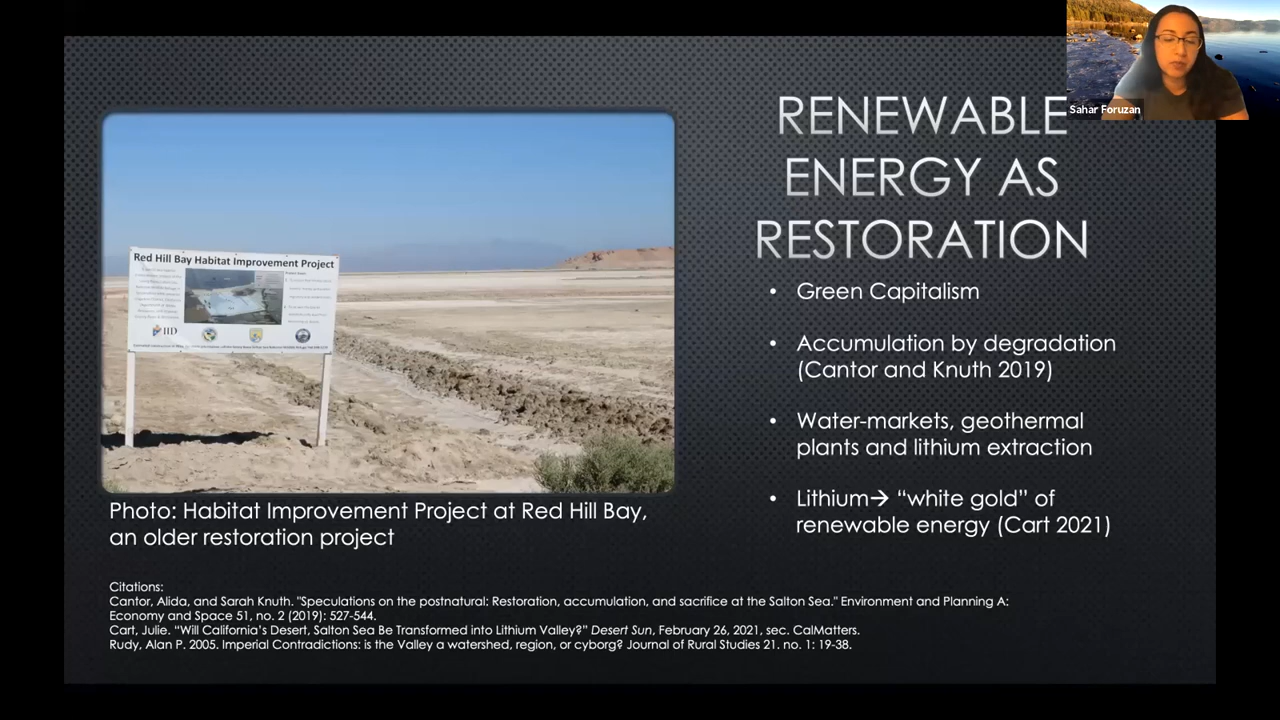 Sahar Foruzan
RENEWABLE
ENERGY AS
RESTORATION
Red Hill Bay Habitat Improvement Project
IID
• Green Capitalism
• Accumulation by degradation
(Cantor and Knuth 2019)
• Water-markets, geothermal
plants and lithium extraction
• Lithium→ “white gold” of
renewable energy (Cart 2021)
Photo: Habitat Improvement Project at Red Hill Bay,
an older restoration project
Citations:
Cantor, Alida, and Sarah Knuth. "Speculations on the postnatural: Restoration, accumulation, and sacrifice at the Salton Sea." Environment and Planning A:
Economy and Space 51, no. 2 (2019): 527-544.
Cart, Julie. “Will California’s Desert, Salton Sea Be Transformed into Lithium Valley?” Desert Sun, February 26, 2021, sec. CalMatters.
Rudy, Alan P. 2005. Imperial Contradictions: is the Valley a watershed, region, or cyborg? Journal of Rural Studies 21. no. 1: 19-38.